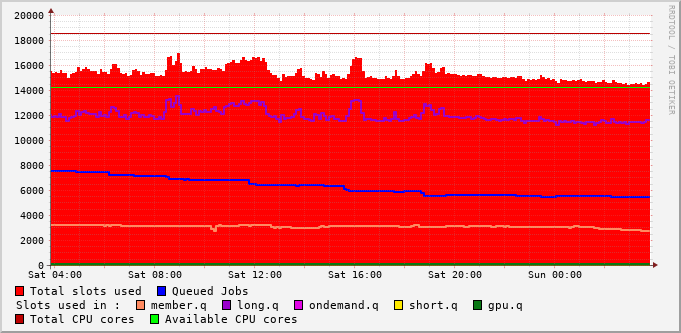 RRDTOOL / TOBI OETIKER
20000
18000
16000
14000
12000
10000
8000
6000
4000
2000
0
Sat 04:00 Sat 08:00 Sat 12:00 Sat 16:00 Sat 20:00 Sun 00:00
Total slots used Queued Jobs
Slots used in : member.q long.q ondemand.q short.q gpu.q
Total CPU cores Available CPU cores